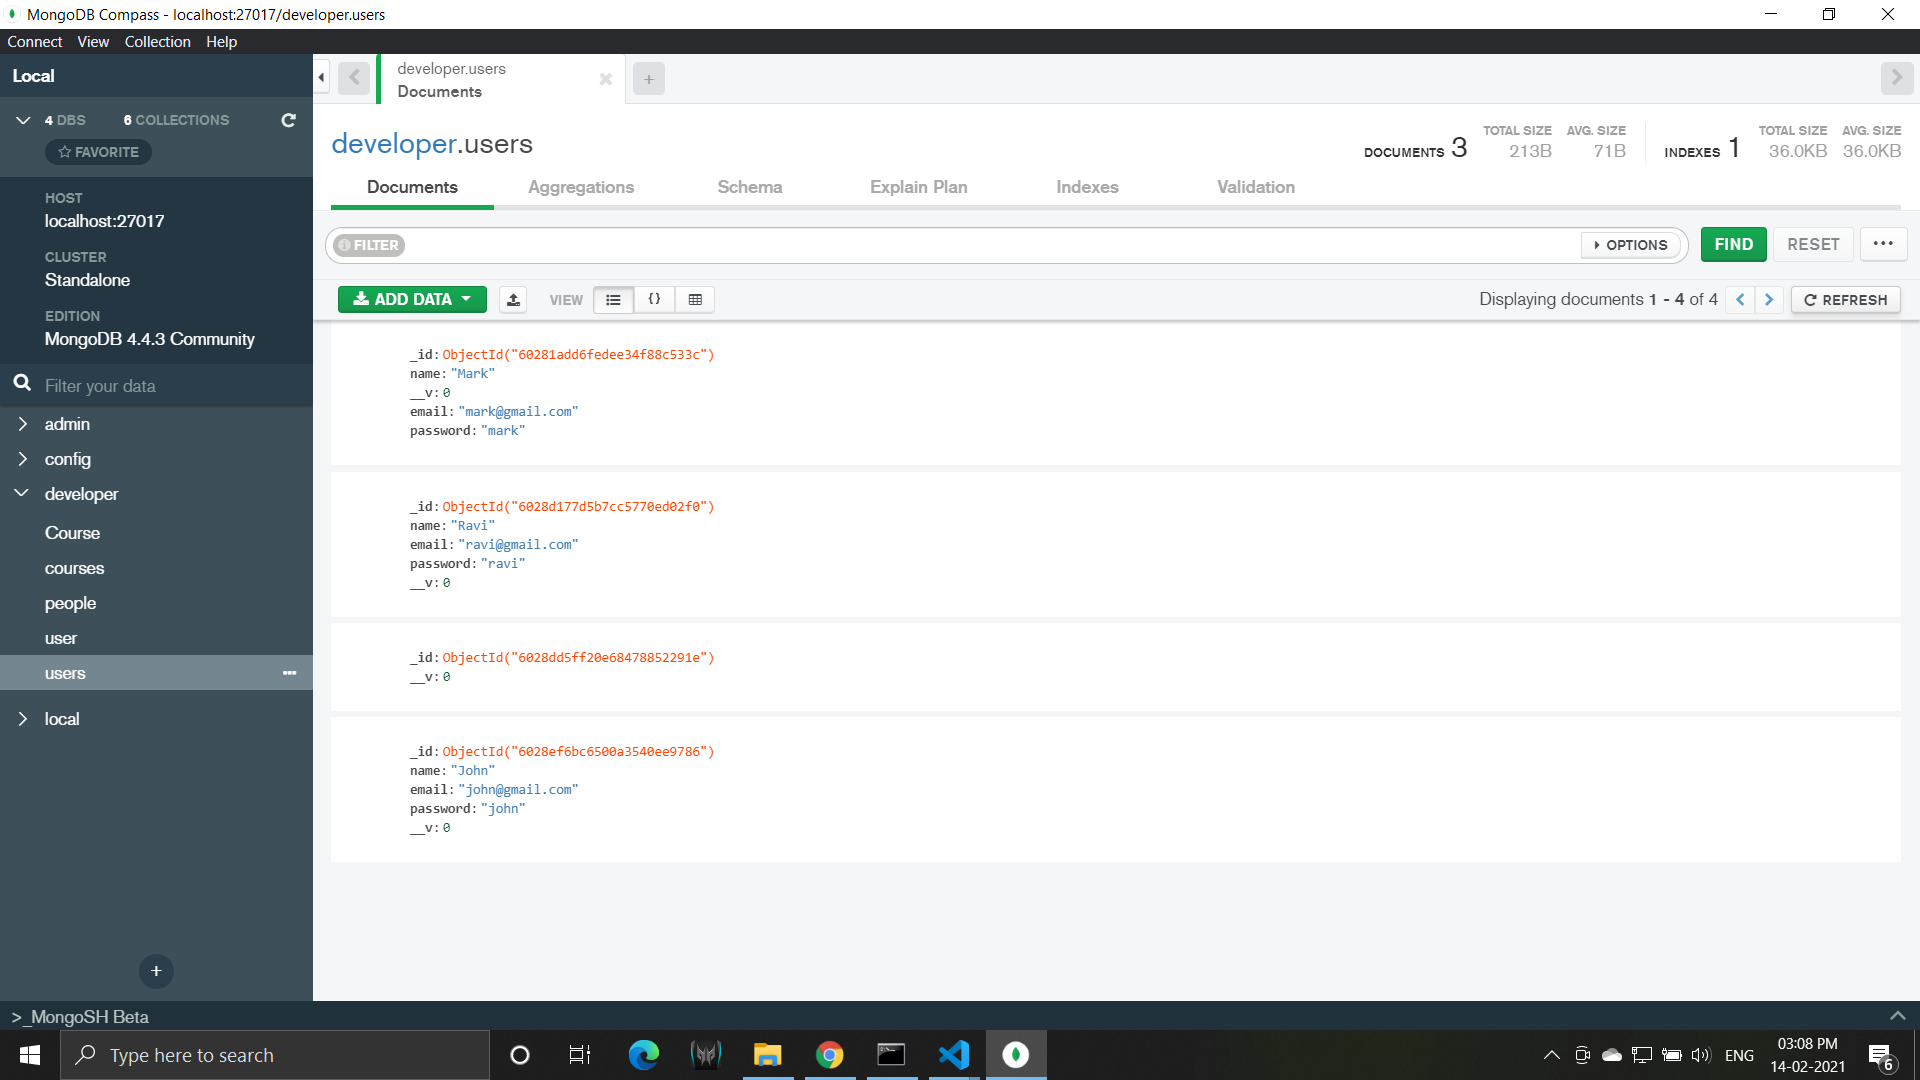 MongoDB Compass - localhost:27017/developer.users
Connect View Collection Help
Local
4 DBS 6 COLLECTIONS
FAVORITE
HOST
localhost:27017
CLUSTER
Standalone
EDITION
MongoDB 4.4.3 Community
Filter your data
admin
config
developer
Course
courses
people
user
users
local
developer.users
Documents
developer.users
DOCUMENTS 3 TOTAL SIZE 213B AVG. SIZE 71B INDEXES 1 TOTAL SIZE 36.0KB AVG. SIZE 36.0KB
Documents Aggregations Schema Explain Plan Indexes Validation
FILTER OPTIONS FIND RESET
ADD DATA VIEW {} Displaying documents 1 - 4 of 4 REFRESH
_id: ObjectId("60281add6fedee34f88c533c")
name: "Mark"
__v: 0
email: "mark@gmail.com"
password: "mark"
_id: ObjectId("6028d177d5b7cc5770ed02f0")
name: "Ravi"
email: "ravi@gmail.com"
password: "ravi"
__v: 0
_id: ObjectId("6028dd5ff20e68478852291e")
__v: 0
_id: ObjectId("6028ef6bc6500a3540ee9786")
name: "John"
email: "john@gmail.com"
password: "john"
__v: 0
>_MongoSH Beta
Type here to search
ENG
03:08 PM
14-02-2021
6